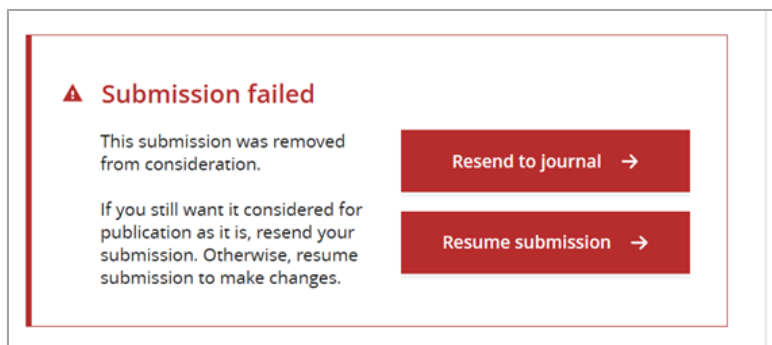 Submission failed
This submission was removed
from consideration.
If you still want it considered for
publication as it is, resend your
submission. Otherwise, resume
submission to make changes.
Resend to journal →
Resume submission →